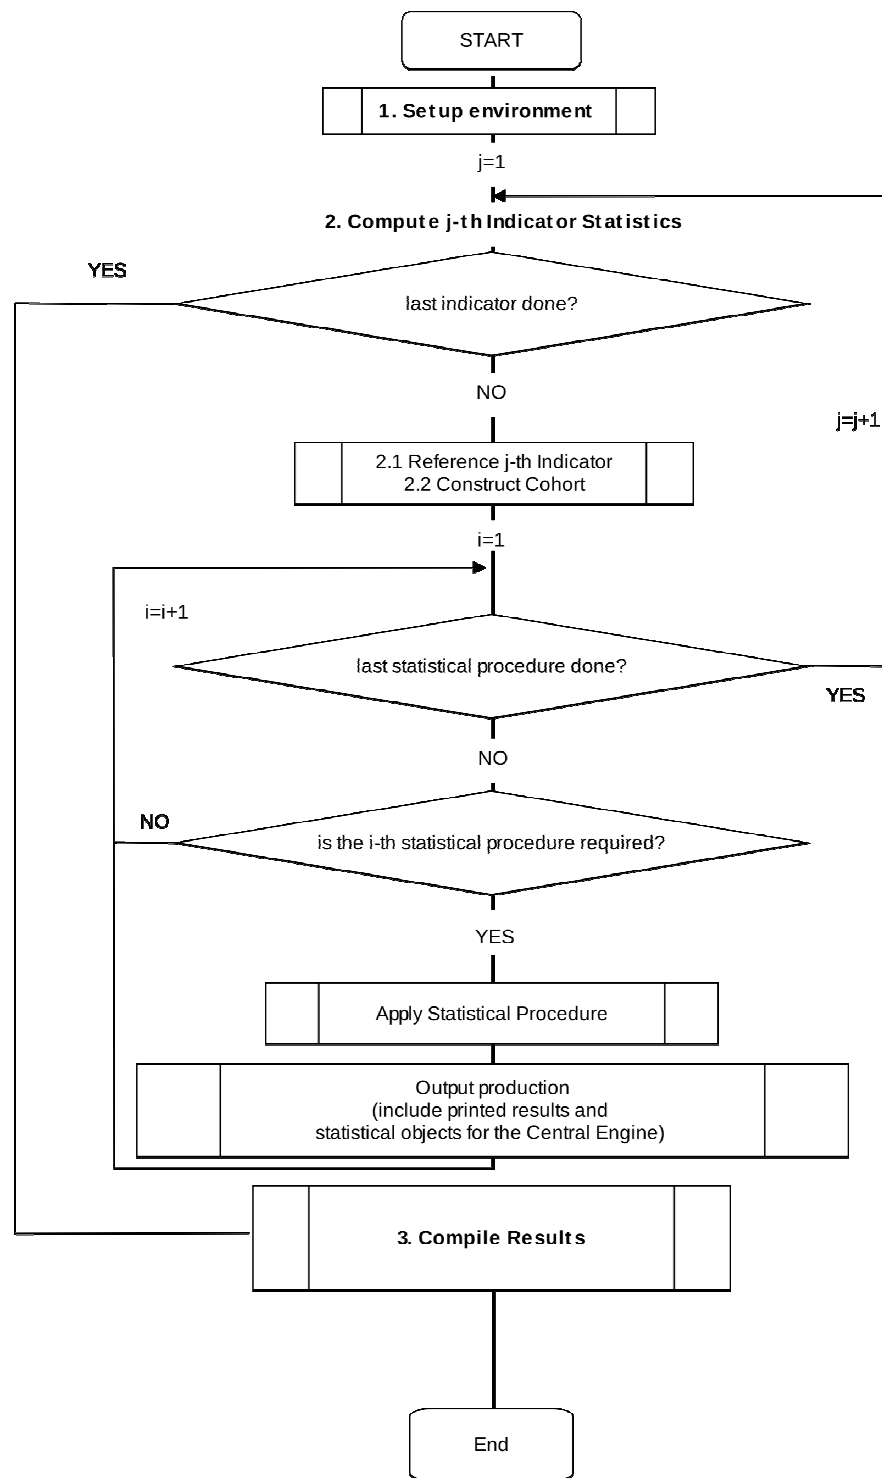 START
1. Setup environment
j=1
2. Compute j-th Indicator Statistics
YES
last indicator done?
NO
j=j+1
2.1 Reference j-th Indicator
2.2 Construct Cohort
i=1
i=i+1
last statistical procedure done?
YES
NO
NO
is the i-th statistical procedure required?
YES
Apply Statistical Procedure
Output production
(include printed results and
statistical objects for the Central Engine)
3. Compile Results
End